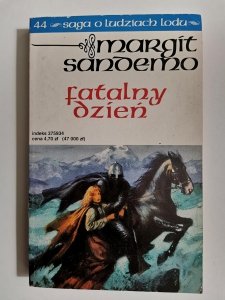 44 saga o ludziach lodu
margit
sandemo
fatalny
dzień
indeks 375934
cena 4,70 zł (47 000 zł)